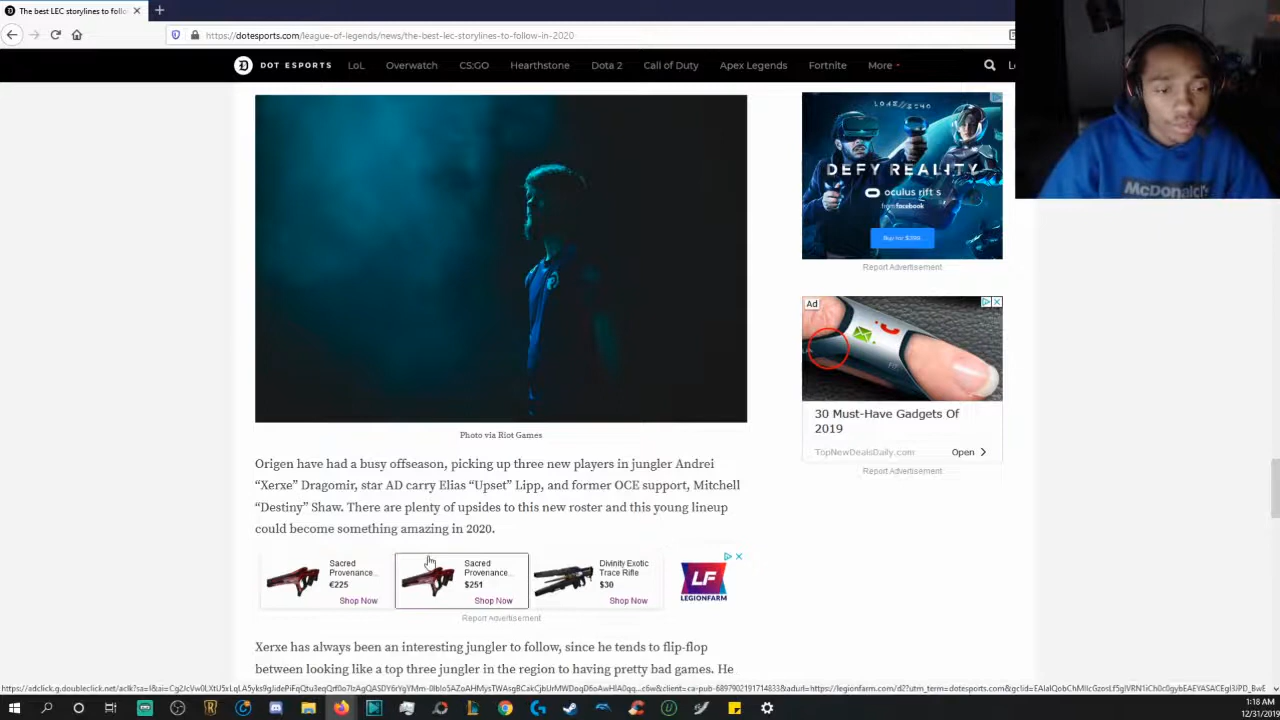 The best LEC storylines to follo
https://dotesports.com/league-of-legends/news/the-best-lec-storylines-to-follow-in-2020
DOT ESPORTS LoL Overwatch CS:GO Hearthstone Dota 2 Call of Duty Apex Legends Fortnite More
McDonald's
DEFY REALITY
oculus rift s
from facebook
Report Advertisement
Ad
30 Must-Have Gadgets Of
2019
TopNewDealsDaily.com Open
Report Advertisement
Photo via Riot Games
Origen have had a busy offseason, picking up three new players in jungler Andrei
“Xerxe” Dragomir, star AD carry Elias “Upset” Lipp, and former OCE support, Mitchell
“Destiny” Shaw. There are plenty of upsides to this new roster and this young lineup
could become something amazing in 2020.
Sacred
Provenance...
€225
Shop Now
Sacred
Provenance...
$251
Shop Now
Divinity Exotic
Trace Rifle
$30
Shop Now
LF
LEGIONFARM
Report Advertisement
Xerxe has always been an interesting jungler to follow, since he tends to flip-flop
between looking like a top three jungler in the region to having pretty bad games. He
1:18 AM
12/31/2019